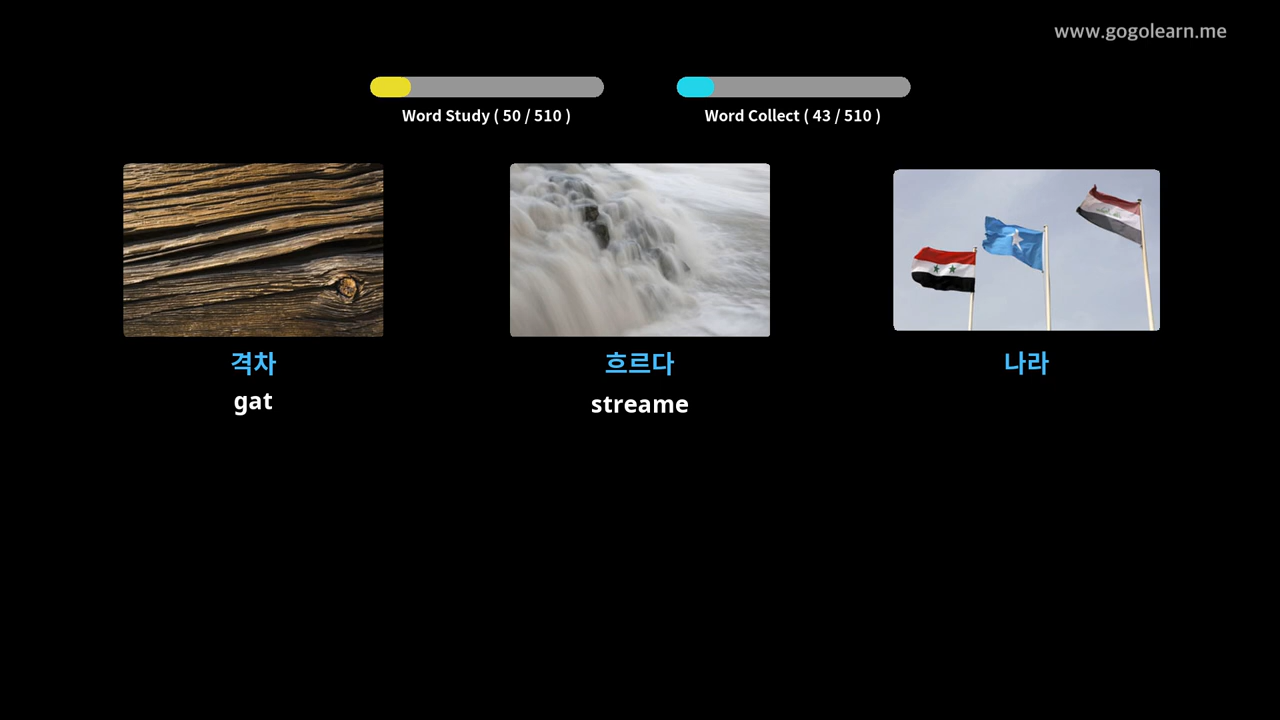 www.gogolearn.me
Word Study ( 50 / 510 )
Word Collect ( 43 / 510 )
격차
흐르다
나라
gat
streame